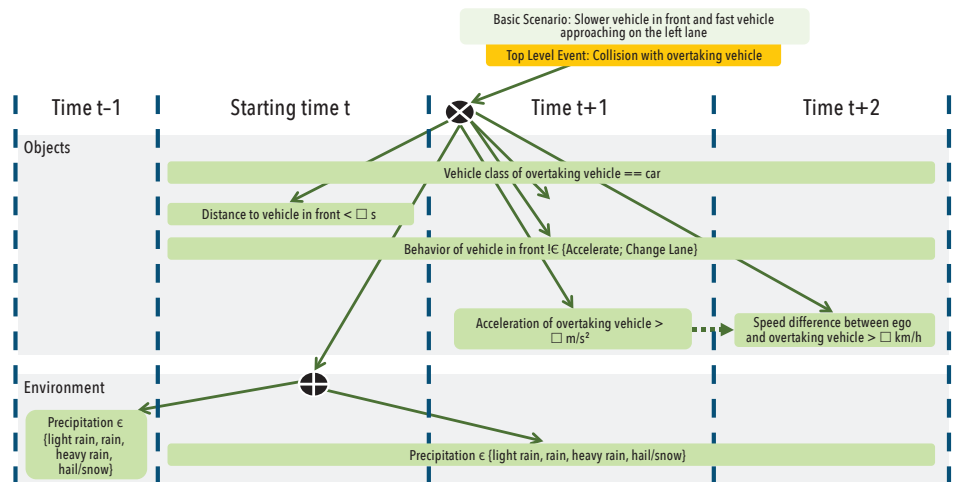 Basic Scenario: Slower vehicle in front and fast vehicle
approaching on the left lane
Top Level Event: Collision with overtaking vehicle
Time t–1
Starting time t
Time t+1
Time t+2
Objects
Vehicle class of overtaking vehicle == car
Distance to vehicle in front < □ s
Behavior of vehicle in front !∈ {Accelerate; Change Lane}
Acceleration of overtaking vehicle >
□ m/s²
Speed difference between ego
and overtaking vehicle > □ km/h
Environment
Precipitation ∈
{light rain, rain,
heavy rain,
hail/snow}
Precipitation ∈ {light rain, rain, heavy rain, hail/snow}